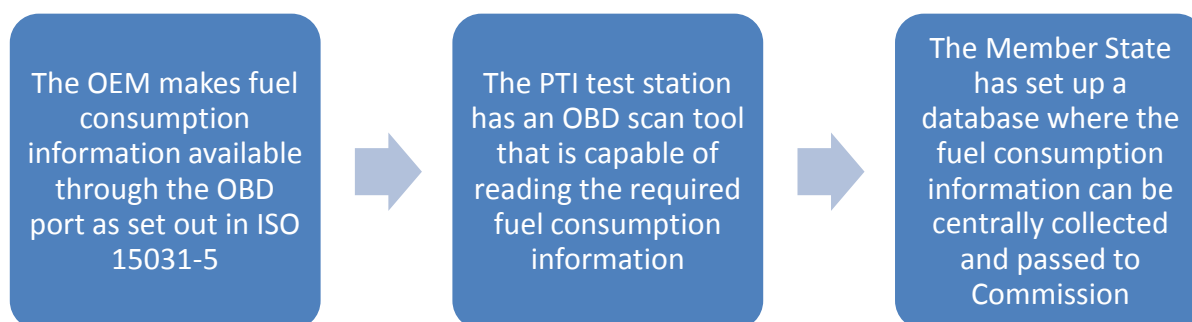 The OEM makes fuel
consumption
information available
through the OBD
port as set out in ISO
15031-5
The PTI test station
has an OBD scan tool
that is capable of
reading the required
fuel consumption
information
The Member State
has set up a
database where the
fuel consumption
information can be
centrally collected
and passed to
Commission